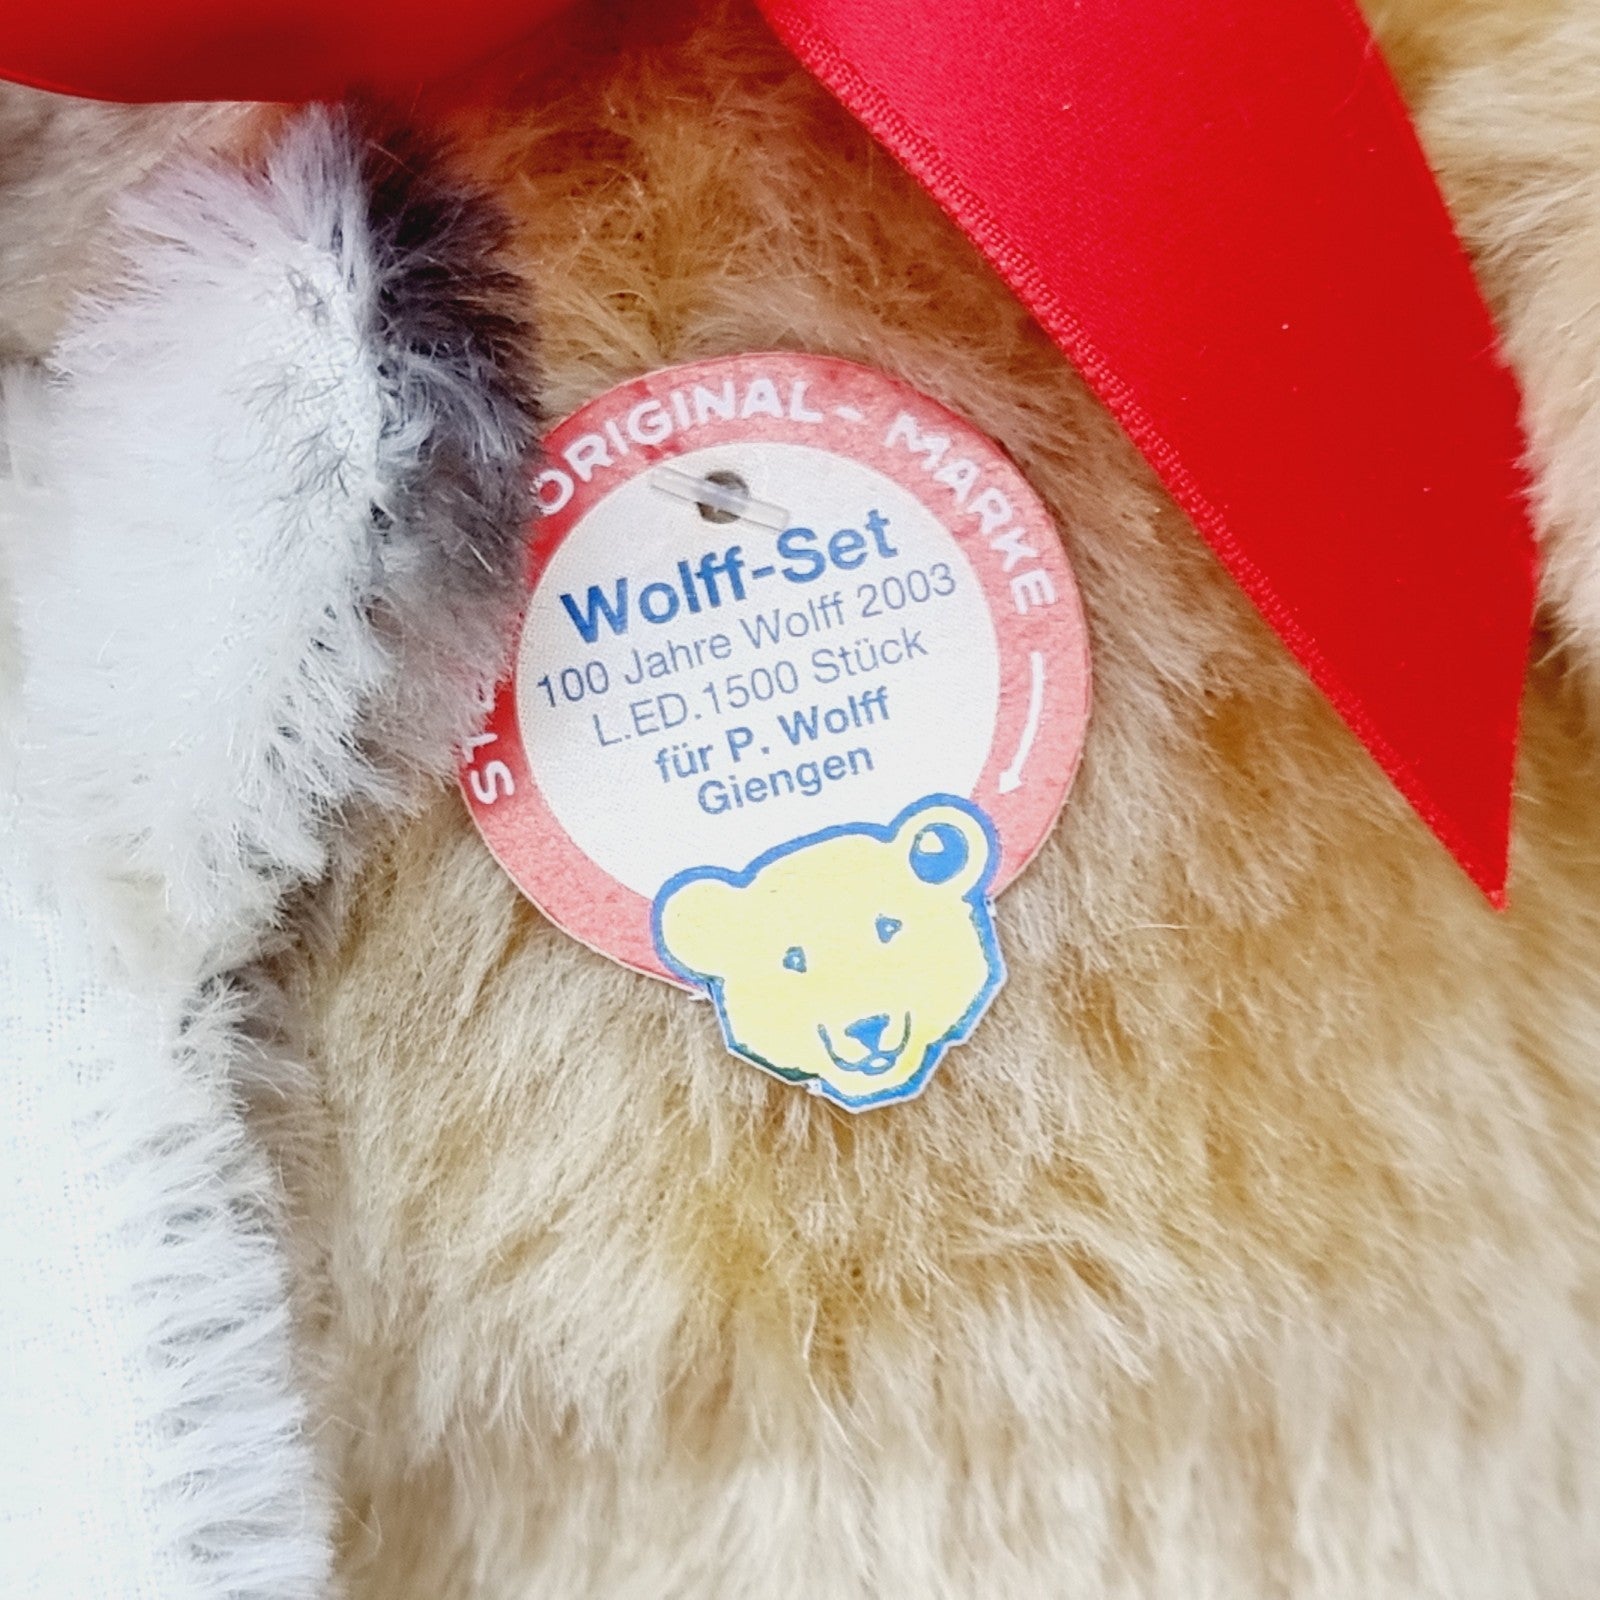 ORIGINAL - MARKE
Wolff-Set
100 Jahre Wolff 2003
L.ED.1500 Stück
für P. Wolff
Giengen